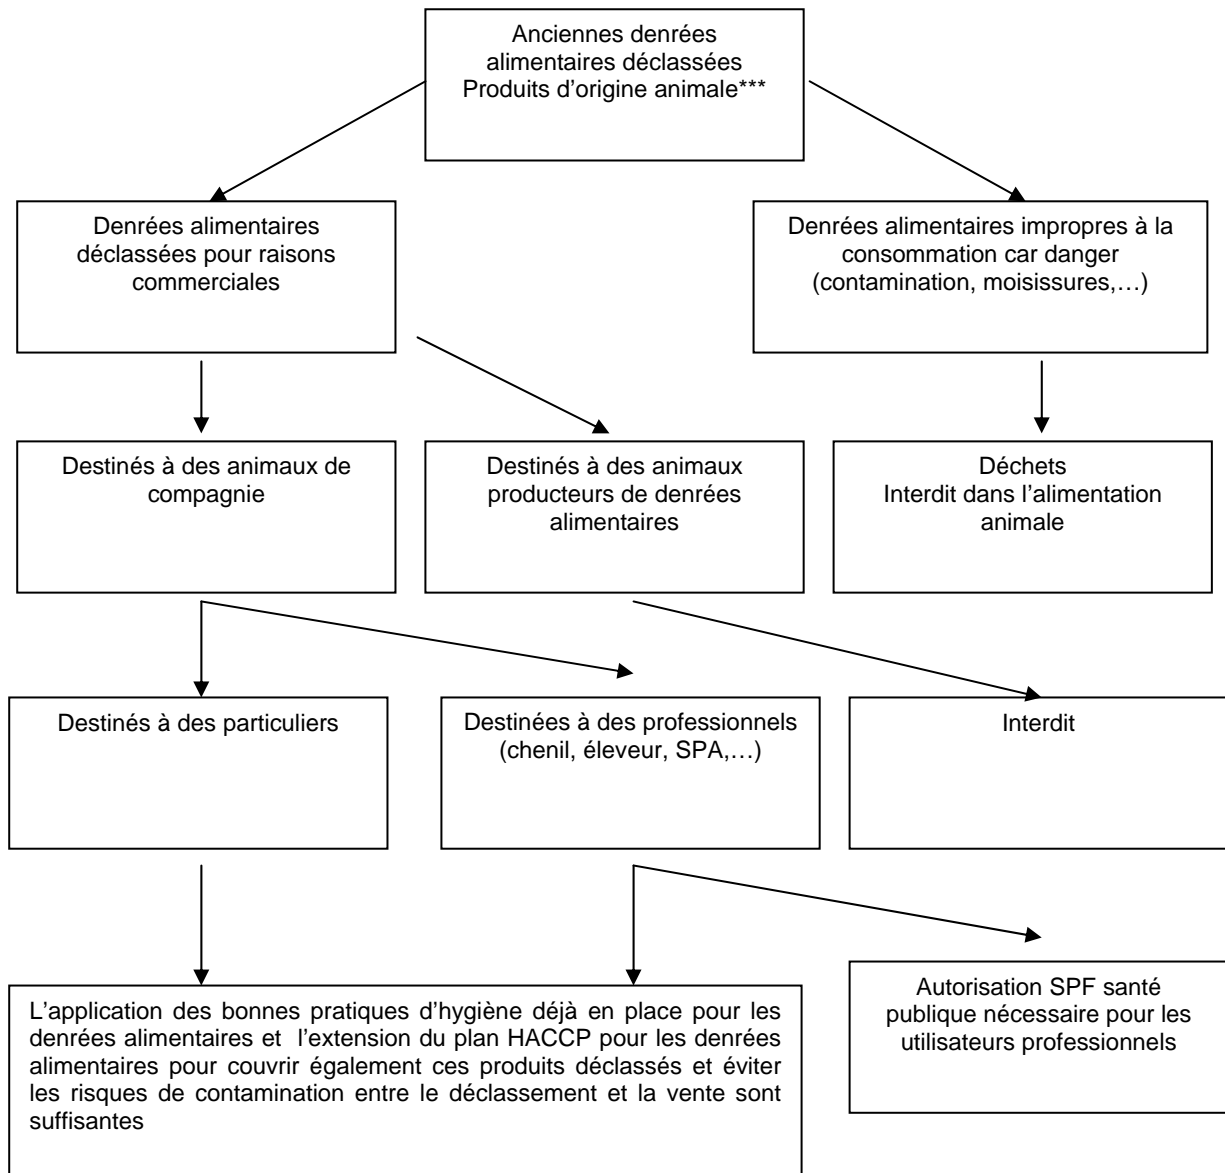 Anciennes denrées
alimentaires déclassées
Produits d'origine animale***
Denrées alimentaires
déclassées pour raisons
commerciales
Denrées alimentaires impropres à la
consommation car danger
(contamination, moisissures,…)
Destinés à des animaux de
compagnie
Destinés à des animaux
producteurs de denrées
alimentaires
Déchets
Interdit dans l'alimentation
animale
Destinés à des particuliers
Destinées à des professionnels
(chenil, éleveur, SPA,…)
Interdit
L'application des bonnes pratiques d'hygiène déjà en place pour les
denrées alimentaires et l'extension du plan HACCP pour les denrées
alimentaires pour couvrir également ces produits déclassés et éviter
les risques de contamination entre le déclassement et la vente sont
suffisantes
Autorisation SPF santé
publique nécessaire pour les
utilisateurs professionnels